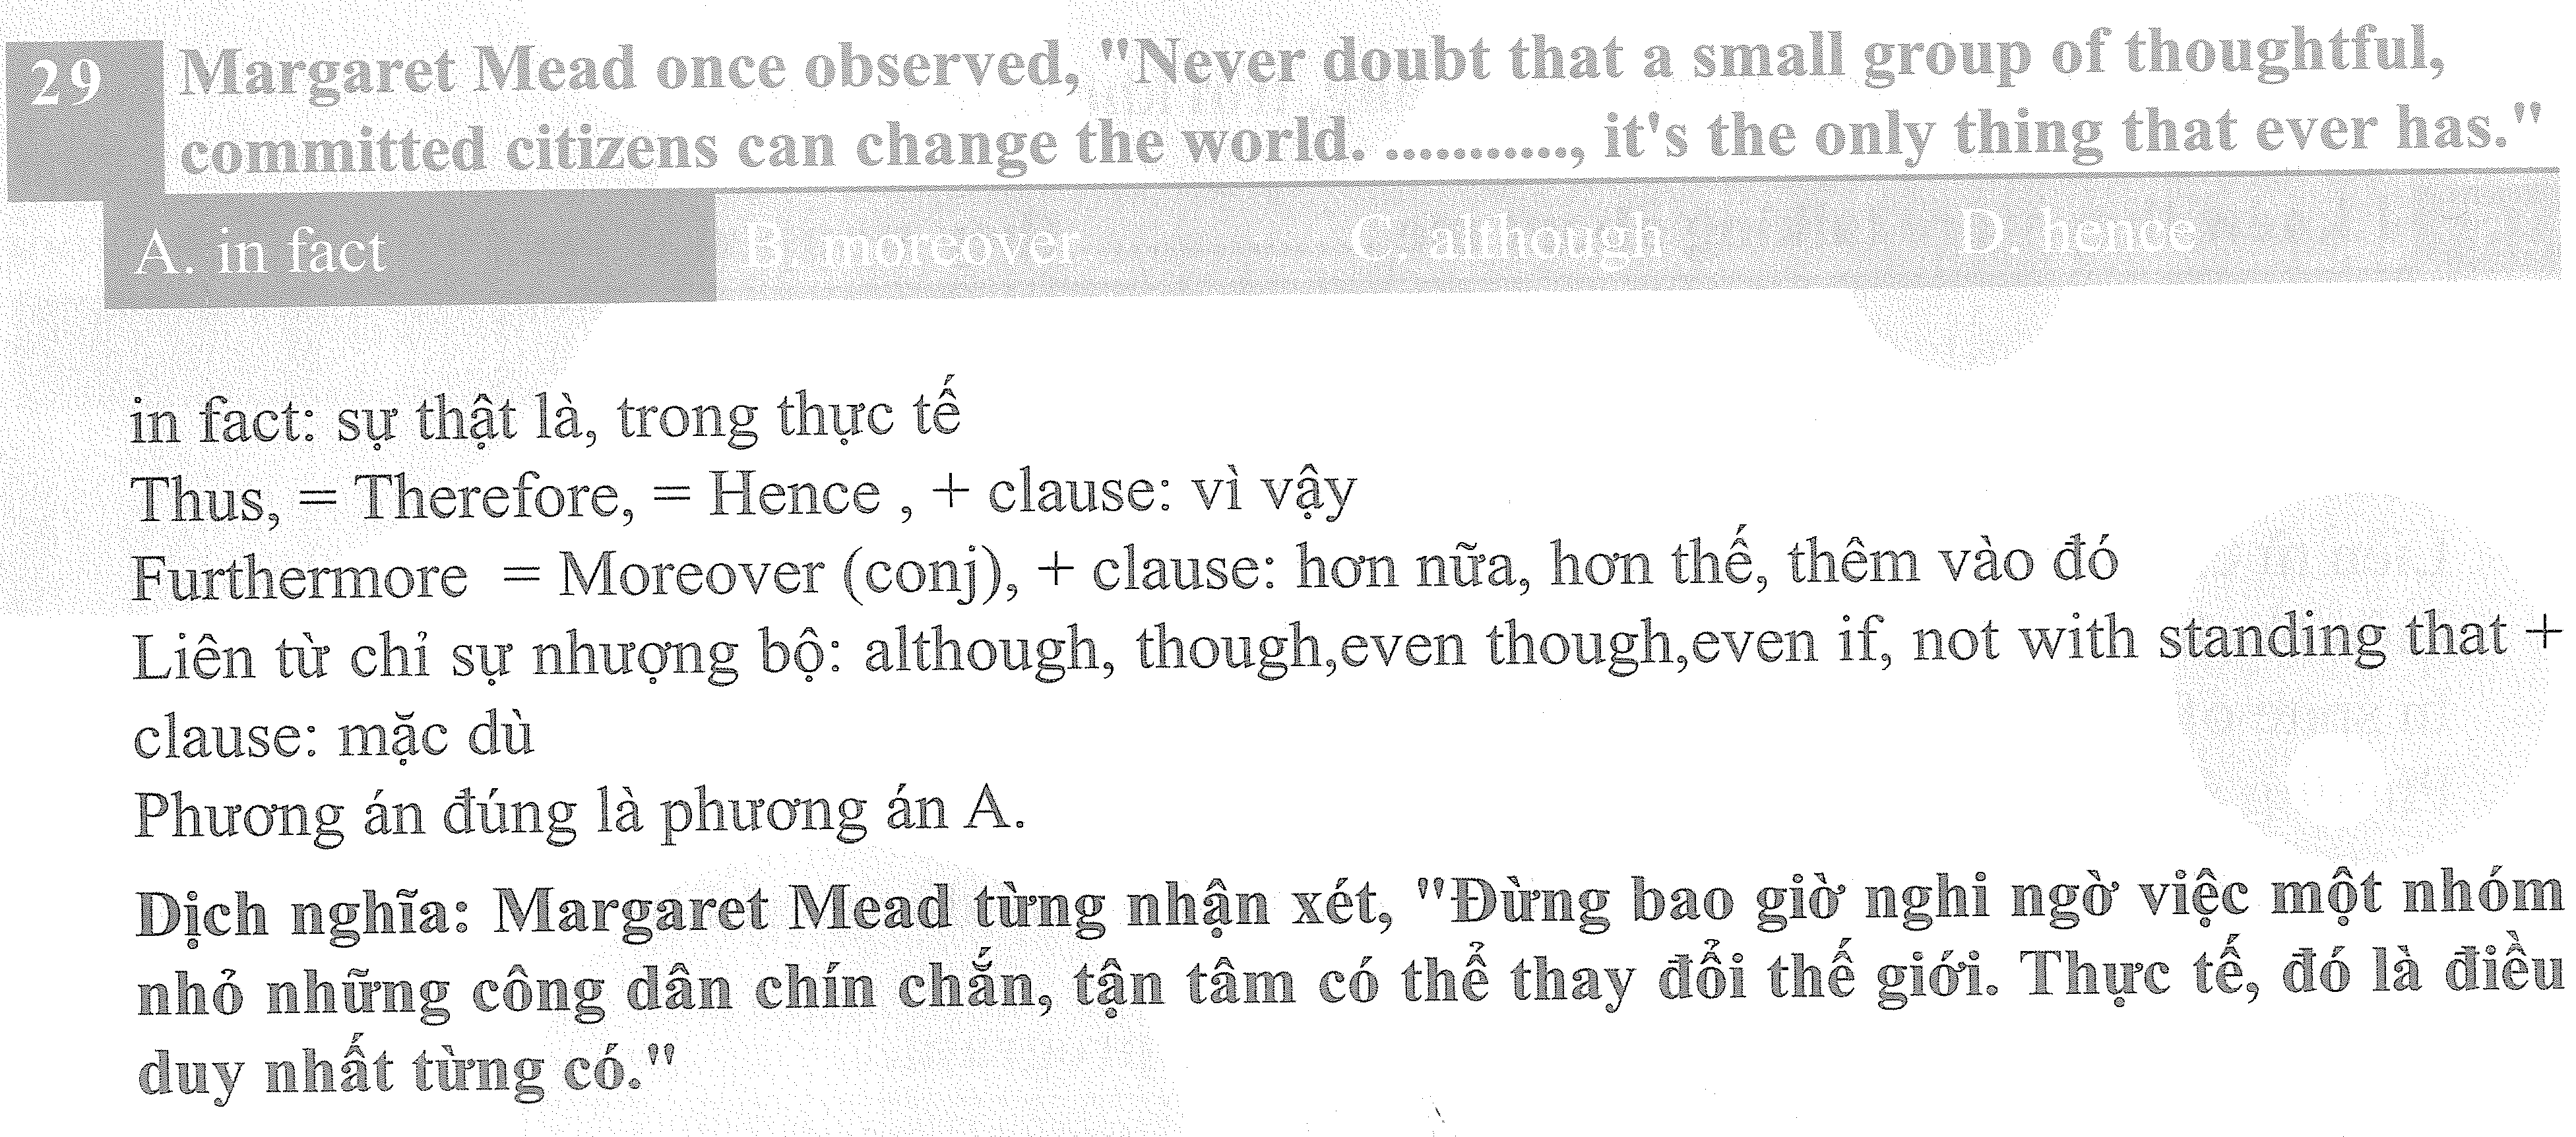 29 Margaret Mead once observed, "Never doubt that a small group of thoughtful,
committed citizens can change the world. ..........., it's the only thing that ever has."
A. in fact B. moreover C. although D. hence
in fact: sự thật là, trong thực tế
Thus, = Therefore, = Hence , + clause: vì vậy
Furthermore = Moreover (conj), + clause: hơn nữa, hơn thế, thêm vào đó
Liên từ chỉ sự nhượng bộ: although, though,even though,even if, not with standing that +
clause: mặc dù
Phương án đúng là phương án A.
Dịch nghĩa: Margaret Mead từng nhận xét, "Đừng bao giờ nghi ngờ việc một nhóm
nhỏ những công dân chín chắn, tận tâm có thể thay đổi thế giới. Thực tế, đó là điều
duy nhất từng có."